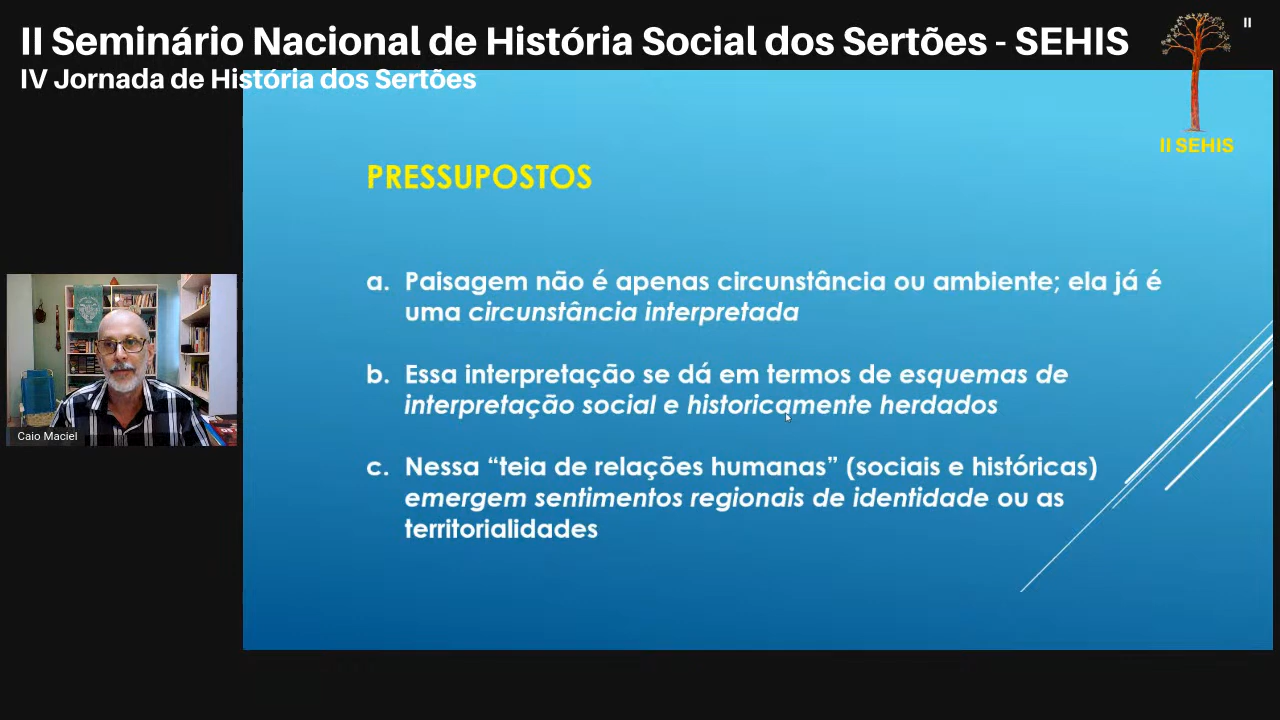 II Seminário Nacional de História Social dos Sertões - SEHIS
IV Jornada de História dos Sertões
II
II SEHIS
PRESSUPOSTOS
a. Paisagem não é apenas circunstância ou ambiente; ela já é
uma circunstância interpretada
b. Essa interpretação se dá em termos de esquemas de
interpretação social e historicamente herdados
c. Nessa “teia de relações humanas” (sociais e históricas)
emergem sentimentos regionais de identidade ou as
territorialidades
Caio Maciel